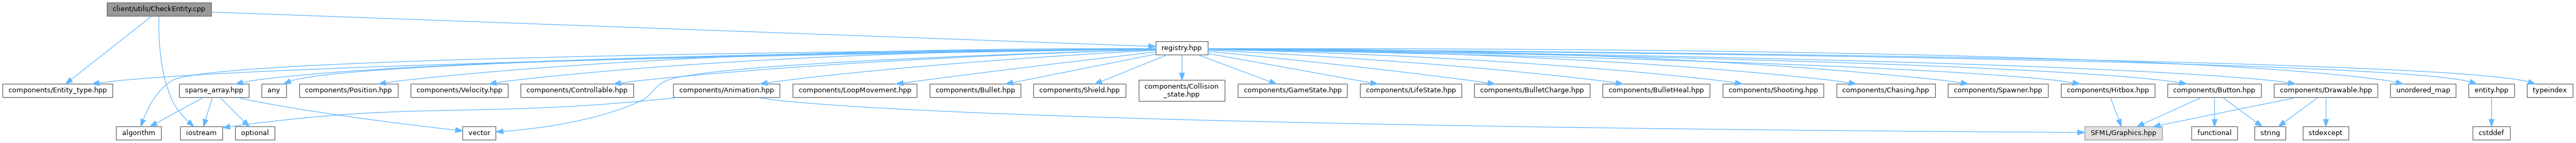 client/utils/CheckEntity.cpp
registry.hpp
components/Entity_type.hpp
sparse_array.hpp
any
components/Position.hpp
components/Velocity.hpp
components/Controllable.hpp
components/Animation.hpp
components/LoopMovement.hpp
components/Bullet.hpp
components/Shield.hpp
components/Collision
_state.hpp
components/GameState.hpp
components/LifeState.hpp
components/BulletCharge.hpp
components/BulletHeal.hpp
components/Shooting.hpp
components/Chasing.hpp
components/Spawner.hpp
components/Hitbox.hpp
components/Button.hpp
components/Drawable.hpp
unordered_map
entity.hpp
typeindex
algorithm
iostream
optional
vector
SFML/Graphics.hpp
functional
string
stdexcept
cstddef